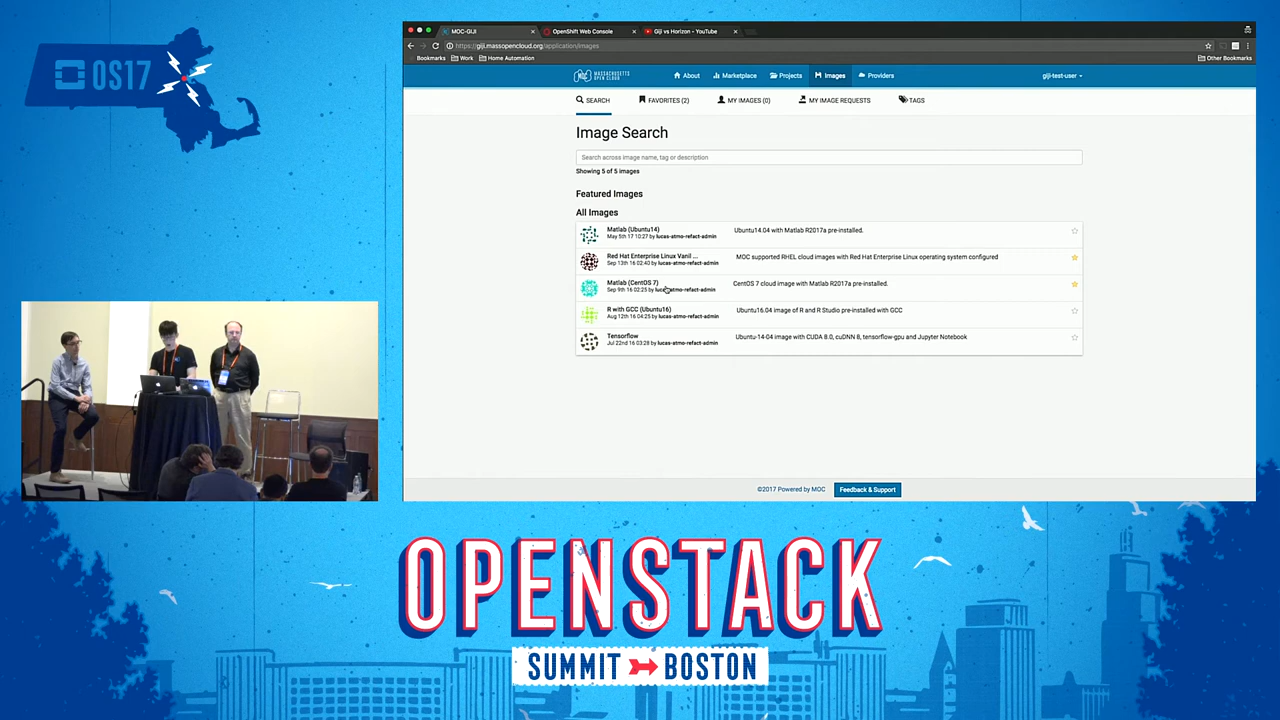 OS17
MOC-GIJI
OpenShift Web Console
Giji vs Horizon - YouTube
https://giji.massopencloud.org/application/images
Bookmarks
Work
Home Automation
Other Bookmarks
MASSACHUSETTS
OPEN CLOUD
About
Marketplace
Projects
Images
Providers
giji-test-user
SEARCH
FAVORITES (2)
MY IMAGES (0)
MY IMAGE REQUESTS
TAGS
Image Search
Search across image name, tag or description
Showing 5 of 5 images
Featured Images
All Images
Matlab (Ubuntu14)
May 5th 17 10:27 by lucas-atmo-refact-admin
Ubuntu14.04 with Matlab R2017a pre-installed.
Red Hat Enterprise Linux Vanil ...
Sep 13th 16 02:40 by lucas-atmo-refact-admin
MOC supported RHEL cloud images with Red Hat Enterprise Linux operating system configured
Matlab (CentOS 7)
Sep 9th 16 02:25 by lucas-atmo-refact-admin
CentOS 7 cloud image with Matlab R2017a pre-installed.
R with GCC (Ubuntu16)
Aug 12th 16 04:25 by lucas-atmo-refact-admin
Ubuntu16.04 image of R and R Studio pre-installed with GCC
Tensorflow
Jul 22nd 16 03:28 by lucas-atmo-refact-admin
Ubuntu-14-04 image with CUDA 8.0, cuDNN 8, tensorflow-gpu and Jupyter Notebook
©2017 Powered by MOC
Feedback & Support
OPENSTACK
SUMMIT BOSTON